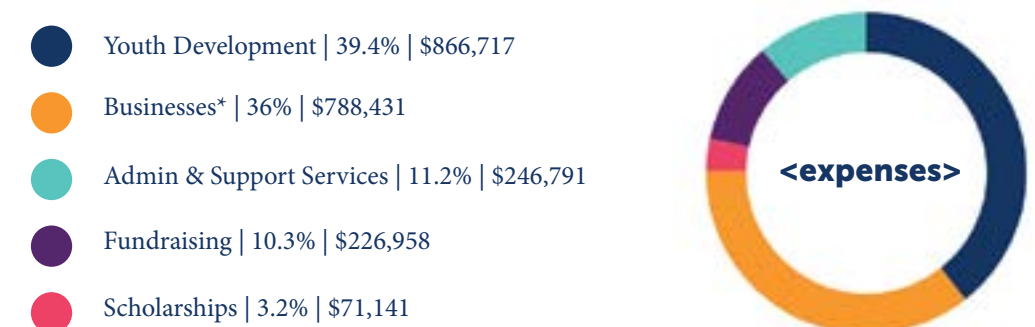 Youth Development | 39.4% | $866,717
Businesses* | 36% | $788,431
Admin & Support Services | 11.2% | $246,791
Fundraising | 10.3% | $226,958
Scholarships | 3.2% | $71,141
<expenses>